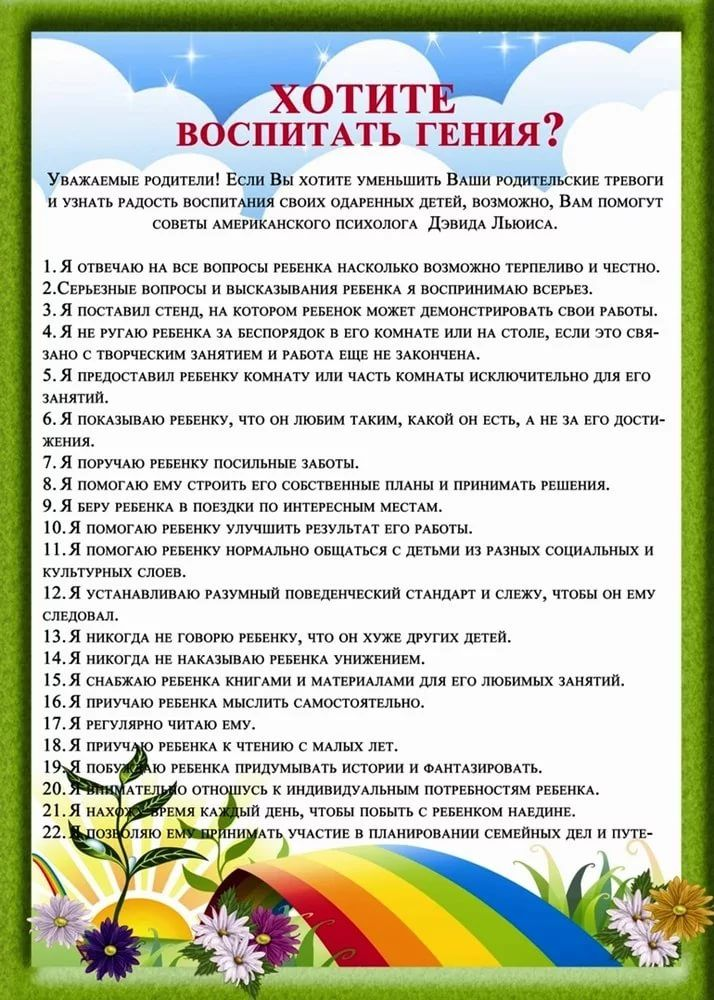 ХОТИТЕ
ВОСПИТАТЬ ГЕНИЯ?
Уважаемые родители! Если Вы хотите уменьшить Ваши родительские тревоги
и узнать радость воспитания своих одаренных детей, возможно, Вам помогут
советы американского психолога Дэвида Льюиса.
1. Я отвечаю на все вопросы ребенка насколько возможно терпеливо и честно.
2.Серьезные вопросы и высказывания ребенка я воспринимаю всерьез.
3. Я поставил стенд, на котором ребенок может демонстрировать свои работы.
4. Я не ругаю ребенка за беспорядок в его комнате или на столе, если это свя-
зано с творческим занятием и работа еще не закончена.
5. Я предоставил ребенку комнату или часть комнаты исключительно для его
занятий.
6. Я показываю ребенку, что он любим таким, какой он есть, а не за его дости-
жения.
7. Я поручаю ребенку посильные заботы.
8. Я помогаю ему строить его собственные планы и принимать решения.
9. Я беру ребенка в поездки по интересным местам.
10. Я помогаю ребенку улучшить результат его работы.
11. Я помогаю ребенку нормально общаться с детьми из разных социальных и
культурных слоев.
12. Я устанавливаю разумный поведенческий стандарт и слежу, чтобы он ему
следовал.
13. Я никогда не говорю ребенку, что он хуже других детей.
14. Я никогда не наказываю ребенка унижением.
15. Я снабжаю ребенка книгами и материалами для его любимых занятий.
16. Я приучаю ребенка мыслить самостоятельно.
17. Я регулярно читаю ему.
18. Я приучаю ребенка к чтению с малых лет.
19. Я побуждаю ребенка придумывать истории и фантазировать.
20. Я внимательно отношусь к индивидуальным потребностям ребенка.
21. Я нахожу время каждый день, чтобы побыть с ребенком наедине.
22. Я позволяю ему принимать участие в планировании семейных дел и путе-